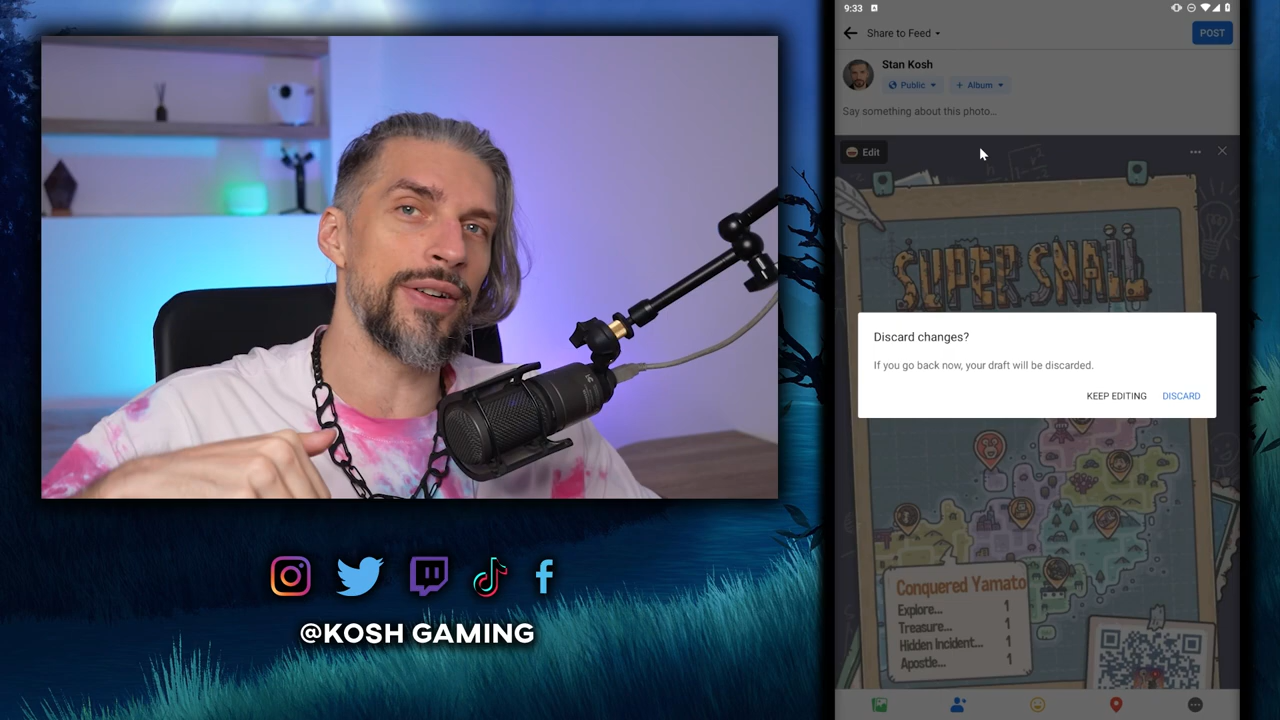 9:33
Share to Feed
POST
Stan Kosh
Public
+ Album
Say something about this photo...
Edit
IDEA
SUPER SNAIL
Discard changes?
If you go back now, your draft will be discarded.
KEEP EDITING
DISCARD
Conquered Yamato
Explore... 1
Treasure... 1
Hidden Incident... 1
Apostle... 1
@KOSH GAMING